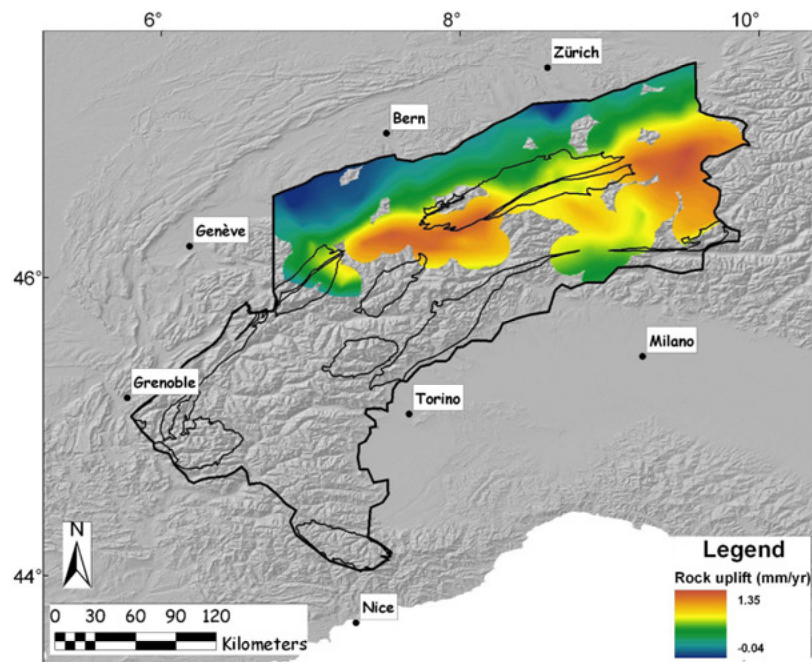 6° 8° 10°
Zürich
Bern
Genève
46°
Milano
Grenoble
Torino
N
44°
Legend
Rock uplift (mm/yr)
1.35
-0.04
Nice
0 30 60 90 120
Kilometers